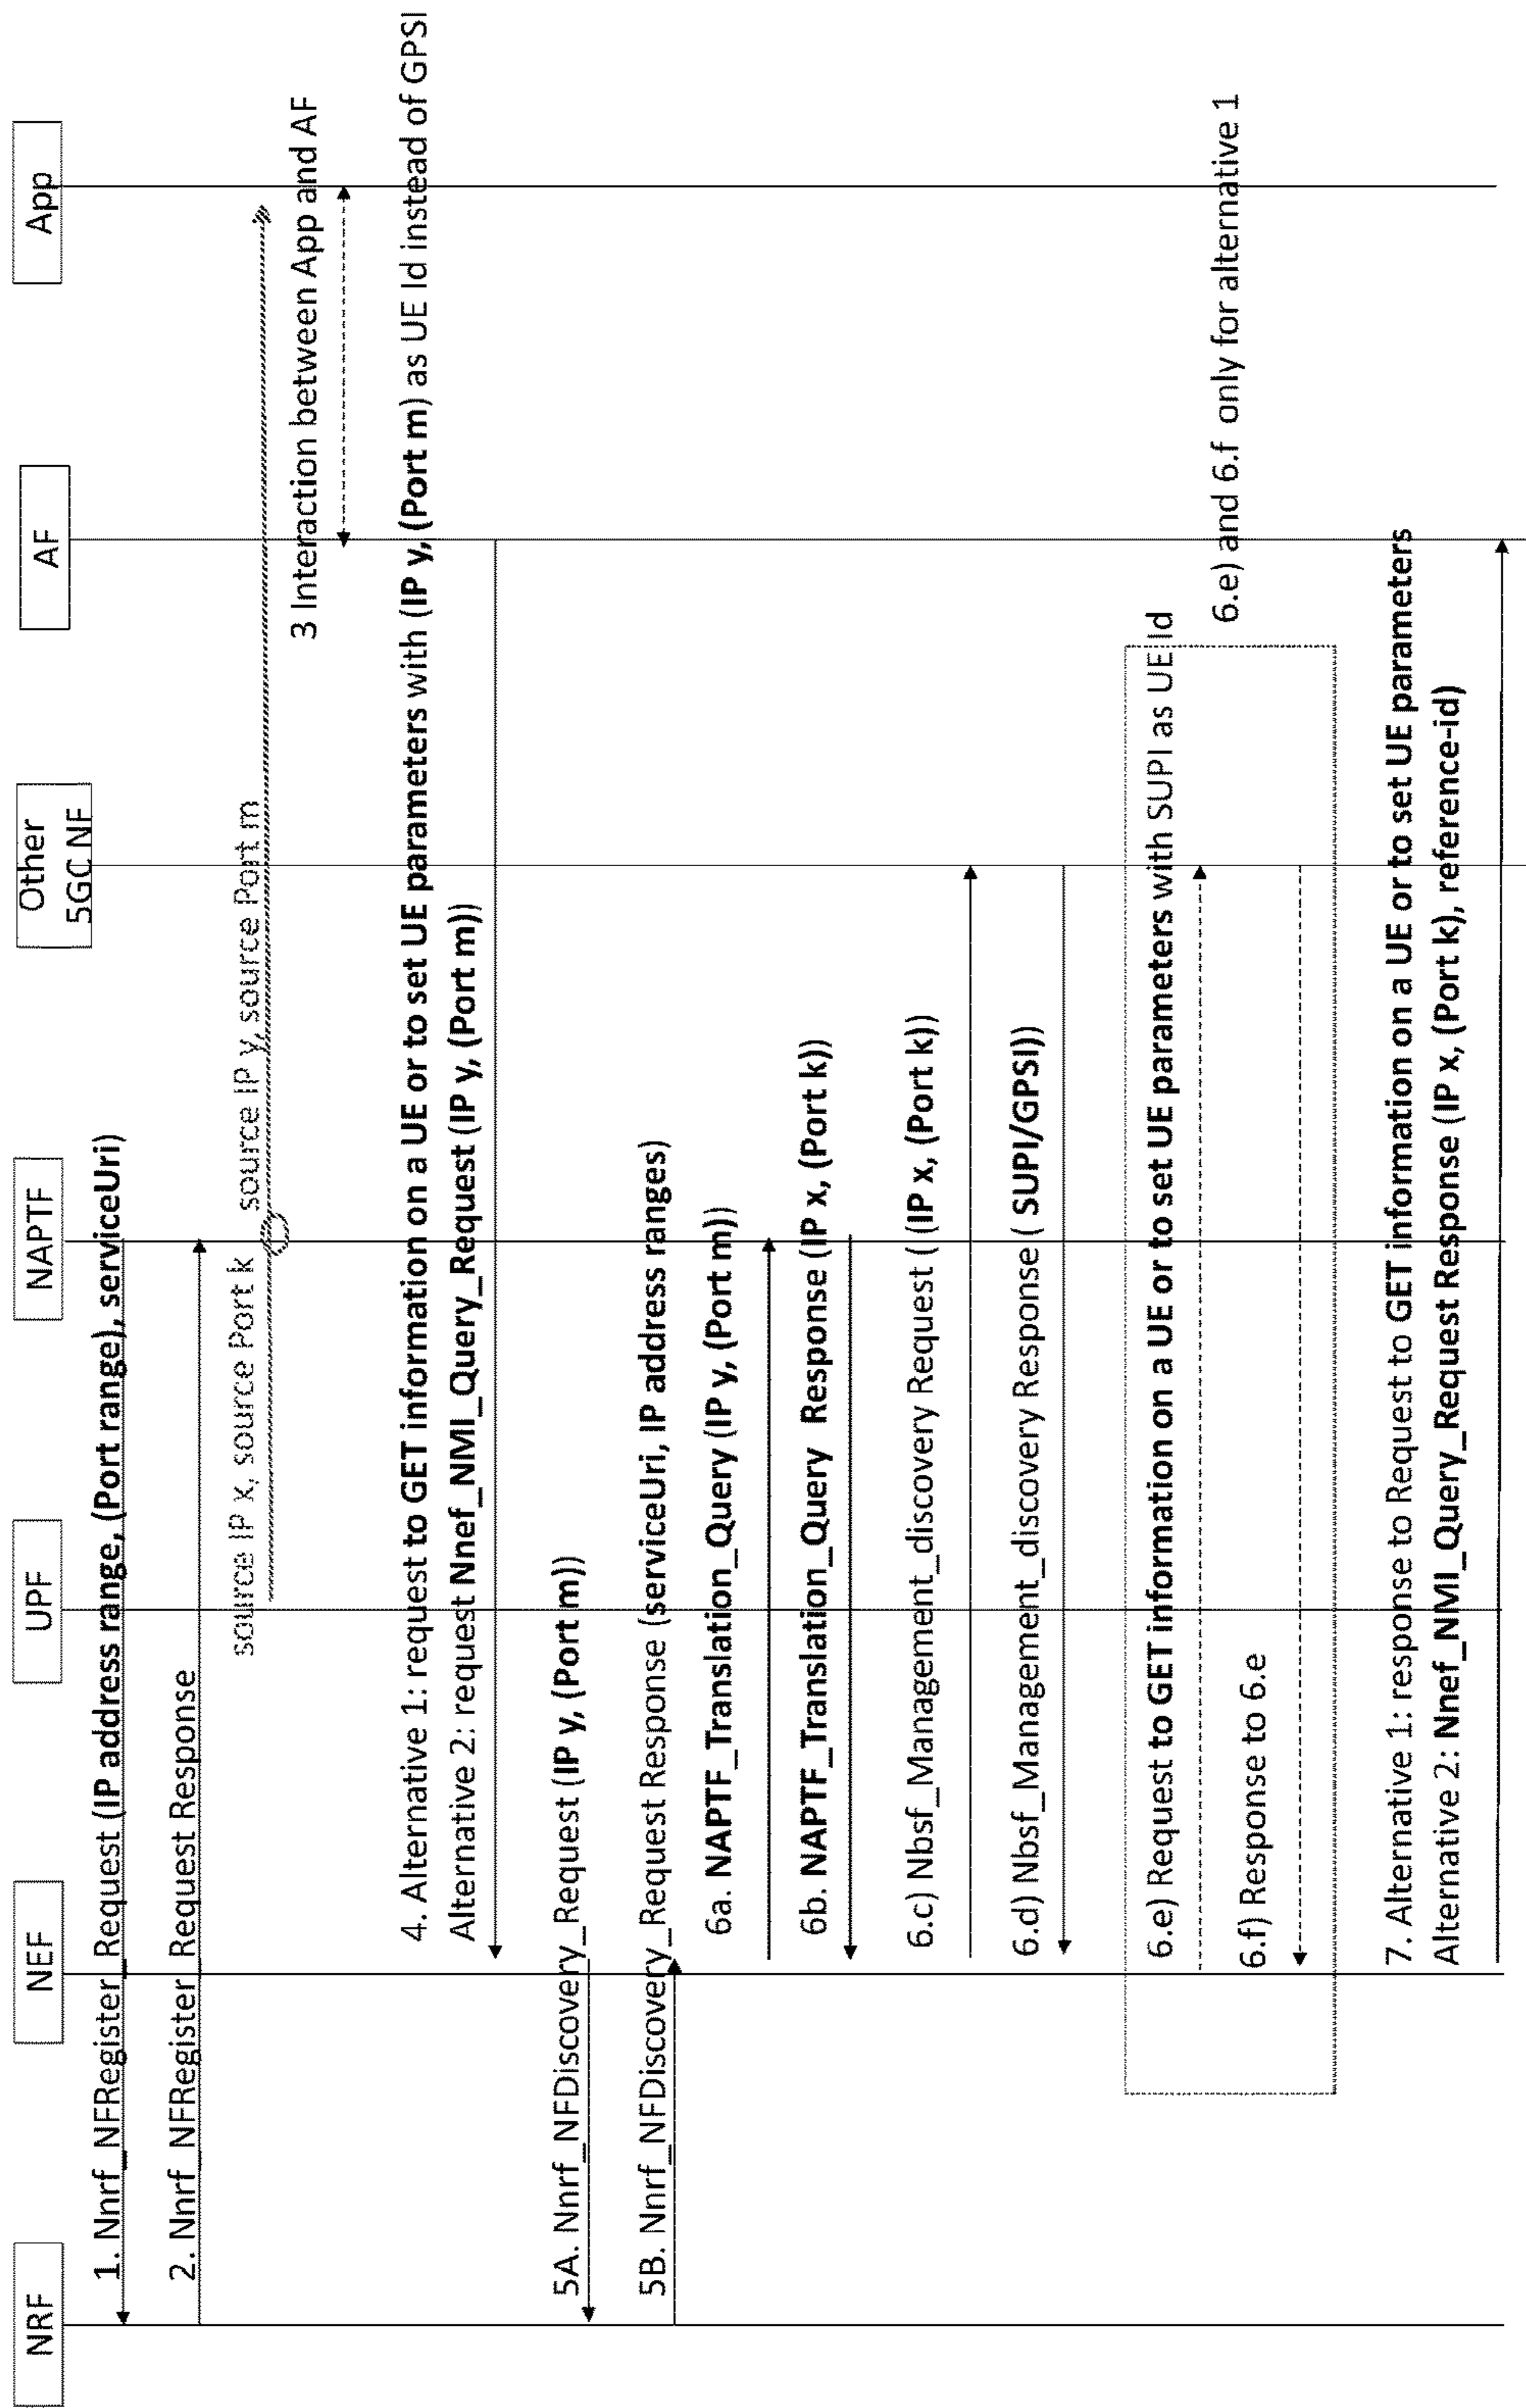 NRF
NEF
UPF
NAPTF
Other
5GC NF
AF
App
1. Nnrf_NFRegister_Request (IP address range, (Port range), serviceUri)
2. Nnrf_NFRegister_Request Response
source IP x, source Port k
source IP y, source Port m
3 Interaction between App and AF
4. Alternative 1: request to GET information on a UE or to set UE parameters with (IP y, (Port m) as UE Id instead of GPSI
Alternative 2: request Nnef_NMI_Query_Request (IP y, (Port m))
5A. Nnrf_NFDiscovery_Request (IP y, (Port m))
5B. Nnrf_NFDiscovery_Request Response (serviceUri, IP address ranges)
6a. NAPTF_Translation_Query (IP y, (Port m))
6b. NAPTF_Translation_Query Response (IP x, (Port k))
6.c) Nbsf_Management_discovery Request ( (IP x, (Port k))
6.d) Nbsf_Management_discovery Response ( SUPI/GPSI))
6.e) Request to GET information on a UE or to set UE parameters with SUPI as UE Id
6.e) and 6.f only for alternative 1
6.f) Response to 6.e
7. Alternative 1: response to Request to GET information on a UE or to set UE parameters
Alternative 2: Nnef_NMI_Query_Request Response (IP x, (Port k), reference-id)